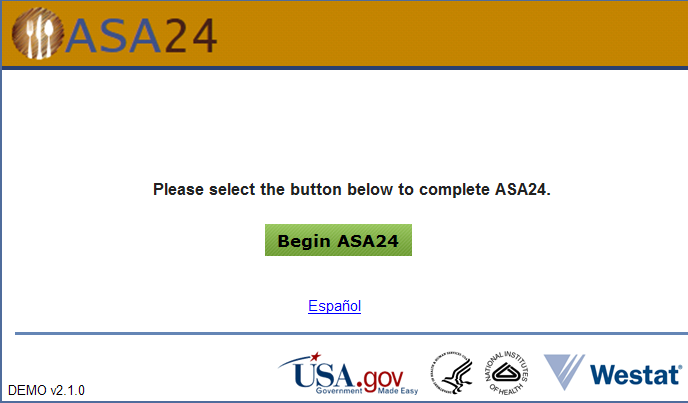 ASA24
Please select the button below to complete ASA24.
Begin ASA24
Español
DEMO v2.1.0
USA.gov
Government Made Easy
NATIONAL INSTITUTES
OF HEALTH
Westat